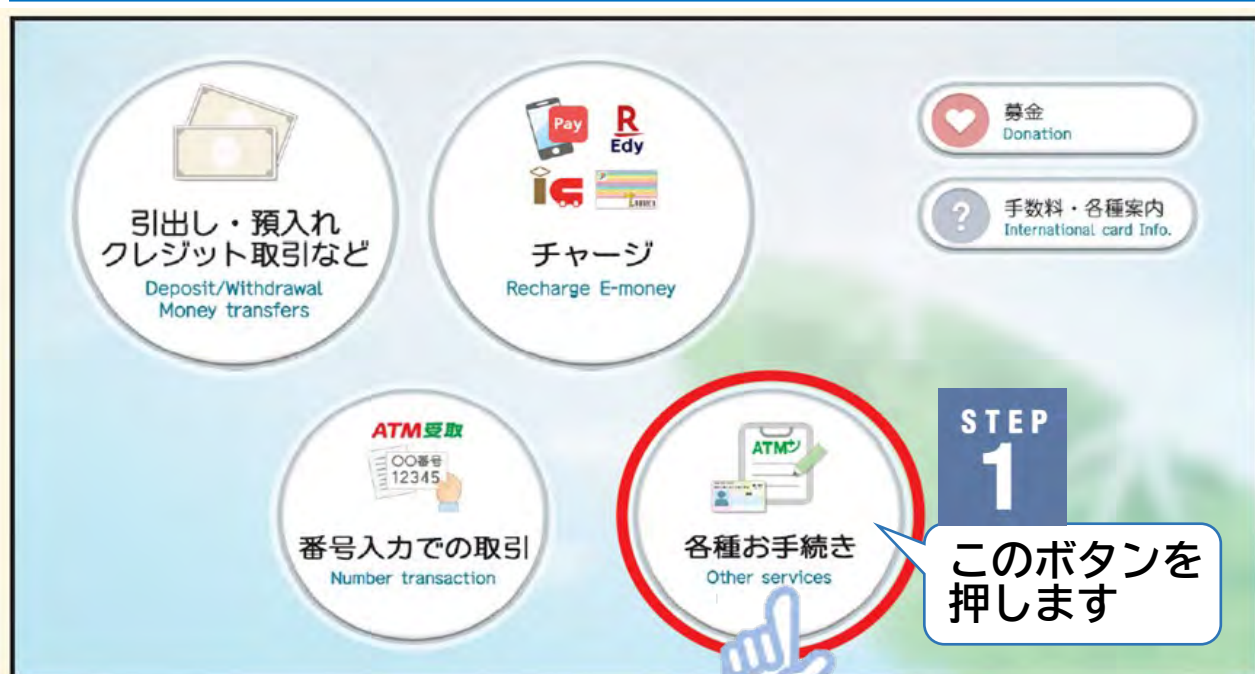 引出し・預入れ
クレジット取引など
Deposit/Withdrawal
Money transfers
Pay
R
Edy
チャージ
Recharge E-money
募金
Donation
?
手数料・各種案内
International card Info.
ATM受取
〇〇番号
12345
番号入力での取引
Number transaction
ATM
各種お手続き
Other services
STEP
1
このボタンを
押します